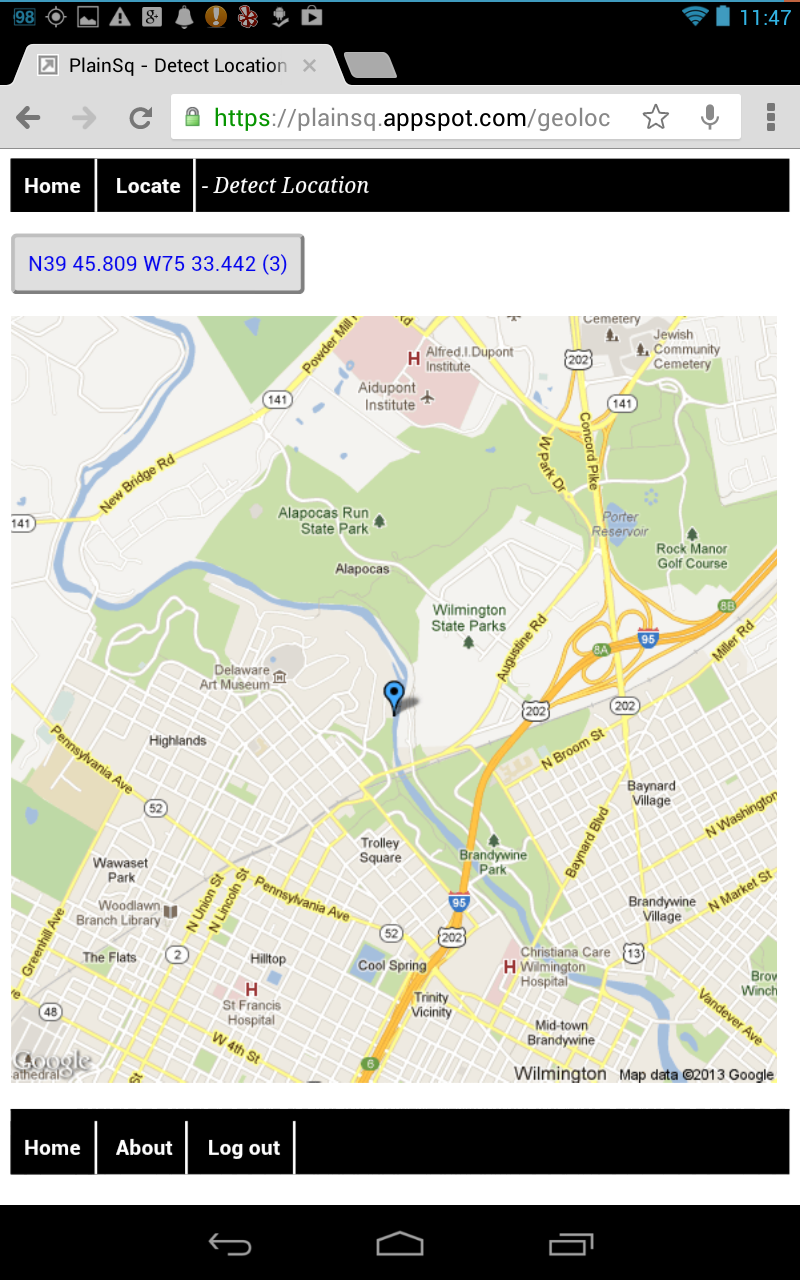 98
g+
11:47
PlainSq - Detect Location
https://plainsq.appspot.com/geoloc
Home
Locate
- Detect Location
N39 45.809 W75 33.442 (3)
Cemetery
Powder Mill Rd
Jewish
Community
Cemetery
H
Alfred.I.Dupont
Institute
202
Aidupont
Institute
141
141
Concord Pike
W Park Dr
New Bridge Rd
Alapocas Run
State Park
141
Porter
Reservoir
Rock Manor
Golf Course
Alapocas
Wilmington
State Parks
8B
Augustine Rd
95
8A
Miller Rd
Delaware
Art Museum
202
202
Pennsylvania Ave
Highlands
N Broom St
Baynard
Village
52
N Washington
Baynard Blvd
Trolley
Square
Brandywine
Park
Wawaset
Park
N Market St
N Union St
N Lincoln St
Pennsylvania Ave
95
Woodlawn
Branch Library
Brandywine
Village
Greenhill Ave
52
202
2
The Flats
Hilltop
Cool Spring
H
Christiana Care
Wilmington
Hospital
13
Brow
Winch
H
St Francis
Hospital
Trinity
Vicinity
Vandever Ave
48
Mid-town
Brandywine
W 4th St
6
Google
athedral
St
Wilmington
Map data ©2013 Google
Home
About
Log out